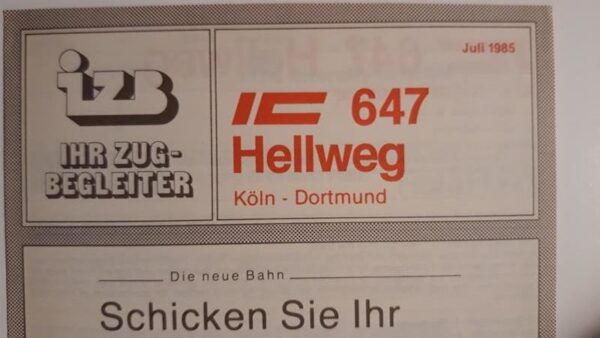 izb
IHR ZUG-
BEGLEITER
Juli 1985
IC 647
Hellweg
Köln - Dortmund
Die neue Bahn
Schicken Sie Ihr